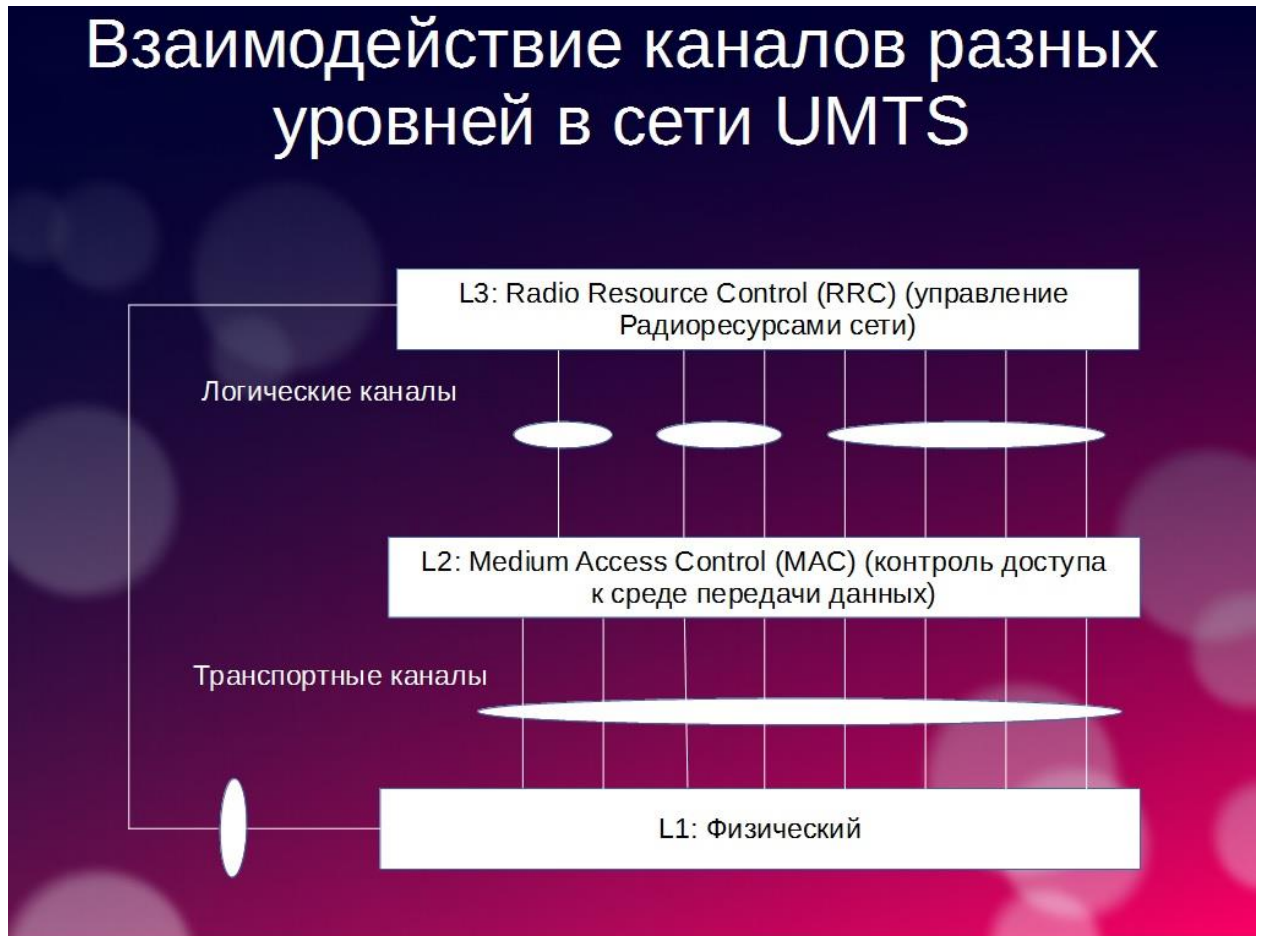 Взаимодействие каналов разных
уровней в сети UMTS
L3: Radio Resource Control (RRC) (управление
Радиоресурсами сети)
Логические каналы
L2: Medium Access Control (MAC) (контроль доступа
к среде передачи данных)
Транспортные каналы
L1: Физический